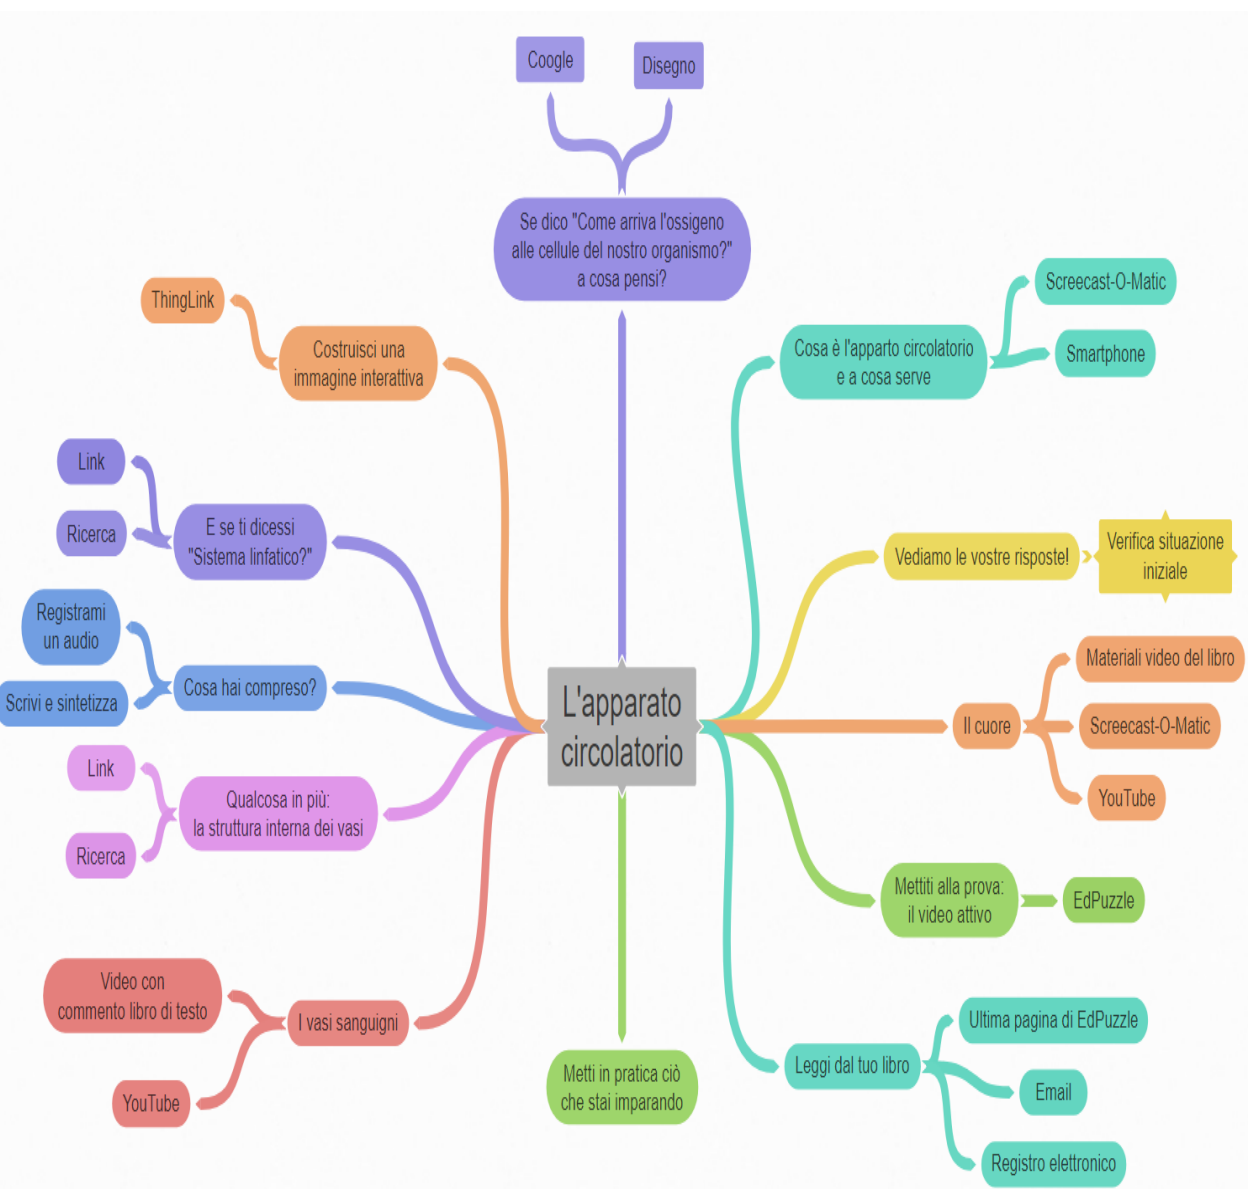 Coogle
Disegno
Se dico "Come arriva l'ossigeno
alle cellule del nostro organismo?"
a cosa pensi?
Screecast-O-Matic
Cosa è l'apparto circolatorio
e a cosa serve
Smartphone
Vediamo le vostre risposte!
Verifica situazione
iniziale
Materiali video del libro
Il cuore
Screecast-O-Matic
YouTube
Mettiti alla prova:
il video attivo
EdPuzzle
Ultima pagina di EdPuzzle
Leggi dal tuo libro
Email
Registro elettronico
L'apparato
circolatorio
Metti in pratica ciò
che stai imparando
ThingLink
Costruisci una
immagine interattiva
Link
E se ti dicessi
"Sistema linfatico?"
Ricerca
Registrami
un audio
Cosa hai compreso?
Scrivi e sintetizza
Link
Qualcosa in più:
la struttura interna dei vasi
Ricerca
Video con
commento libro di testo
I vasi sanguigni
YouTube